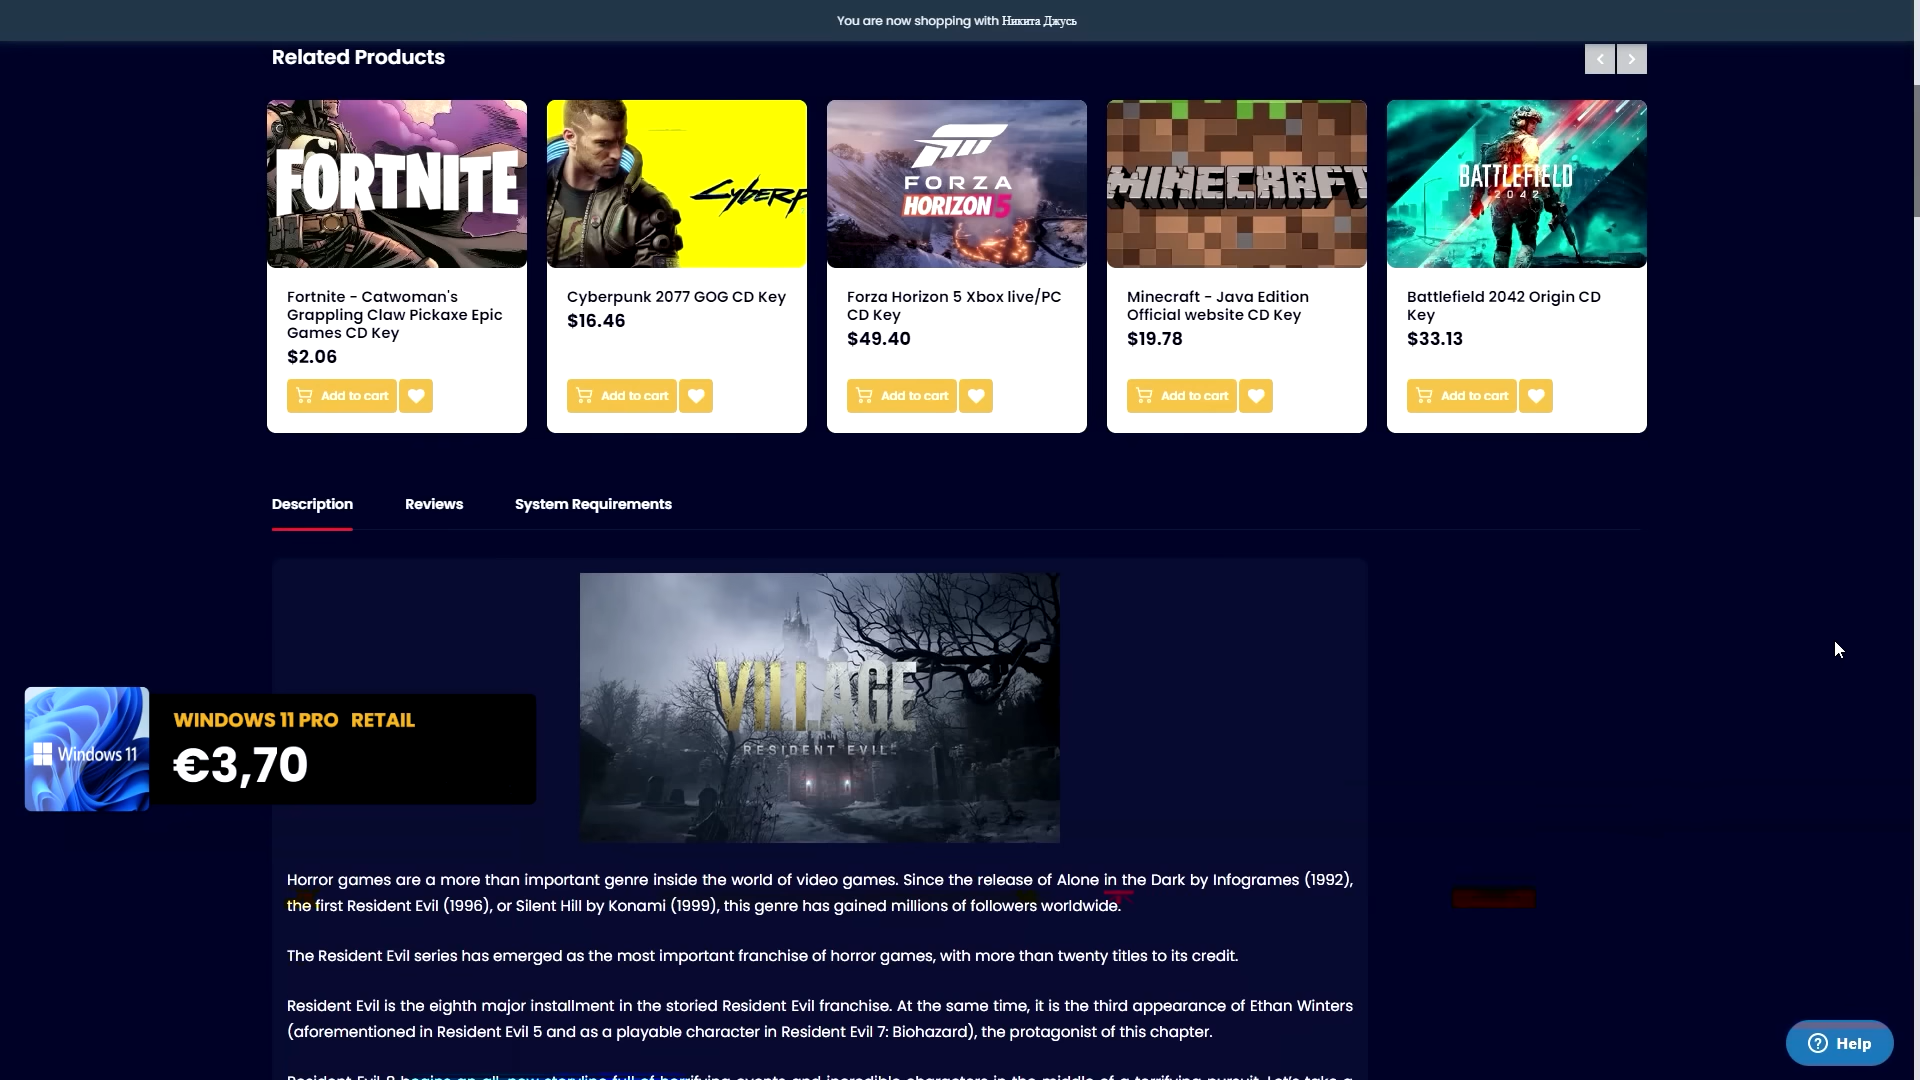 You are now shopping with Никита Джусь
Related Products
FORTNITE
CYBERP
FORZA
HORIZON 5
MINECRAFT
BATTLEFIELD
2042
Fortnite - Catwoman's
Grappling Claw Pickaxe Epic
Games CD Key
$2.06
Add to cart
Cyberpunk 2077 GOG CD Key
$16.46
Add to cart
Forza Horizon 5 Xbox live/PC
CD Key
$49.40
Add to cart
Minecraft - Java Edition
Official website CD Key
$19.78
Add to cart
Battlefield 2042 Origin CD
Key
$33.13
Add to cart
Description Reviews System Requirements
VILLAGE
RESIDENT EVIL
Windows 11
WINDOWS 11 PRO RETAIL
€3,70
Horror games are a more than important genre inside the world of video games. Since the release of Alone in the Dark by Infogrames (1992),
the first Resident Evil (1996), or Silent Hill by Konami (1999), this genre has gained millions of followers worldwide.
The Resident Evil series has emerged as the most important franchise of horror games, with more than twenty titles to its credit.
Resident Evil is the eighth major installment in the storied Resident Evil franchise. At the same time, it is the third appearance of Ethan Winters
(aforementioned in Resident Evil 5 and as a playable character in Resident Evil 7: Biohazard), the protagonist of this chapter.
Help